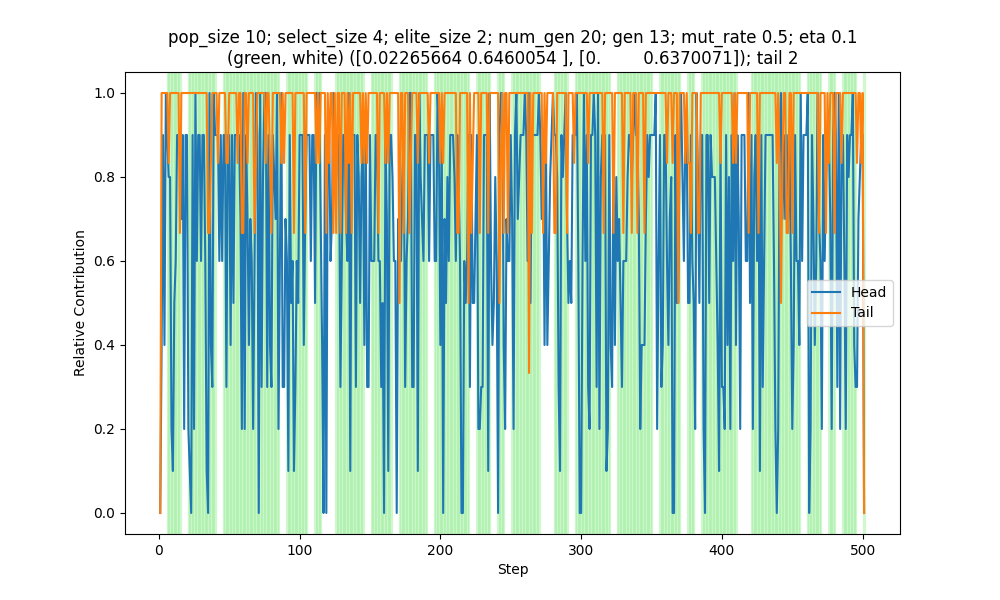 pop_size 10; select_size 4; elite_size 2; num_gen 20; gen 13; mut_rate 0.5; eta 0.1
(green, white) ([0.02265664 0.6460054 ], [0.        0.6370071]); tail 2
1.0
0.8
0.6
0.4
0.2
0.0
Relative Contribution
Head
Tail
0 100 200 300 400 500
Step